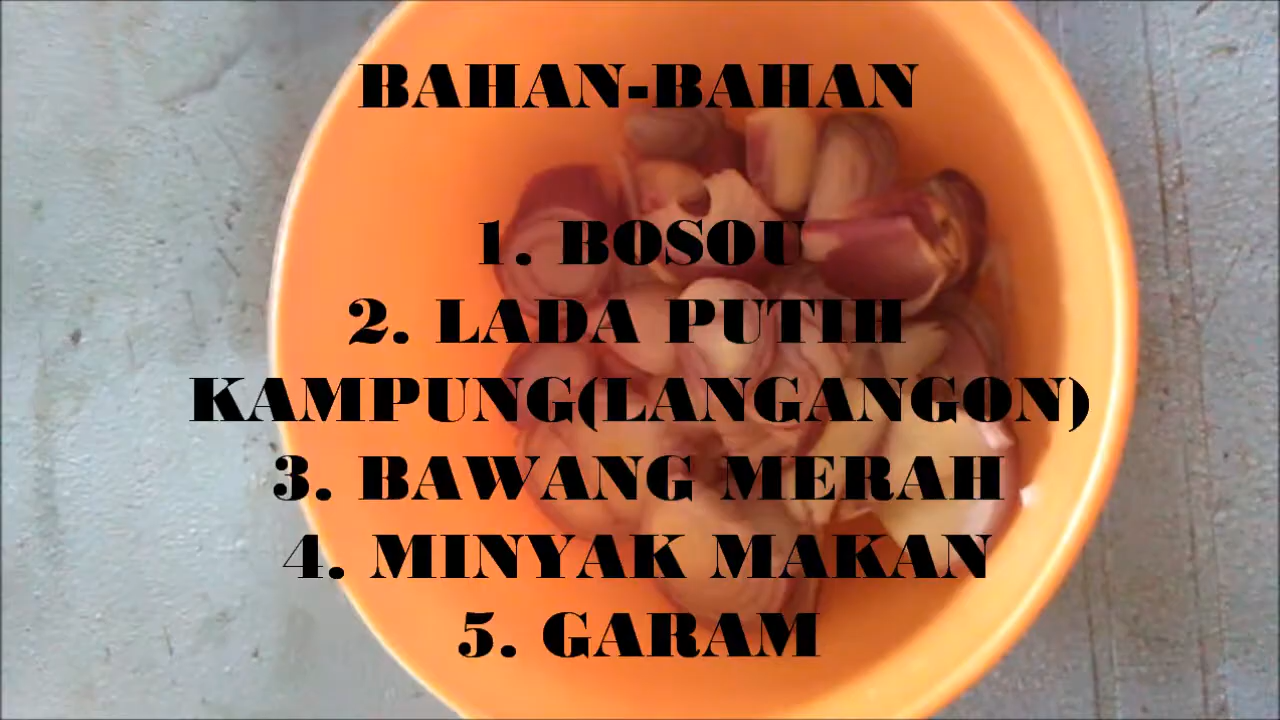 BAHAN-BAHAN
1. BOSOU
2. LADA PUTIH
KAMPUNG(LANGANGON)
3. BAWANG MERAH
4. MINYAK MAKAN
5. GARAM